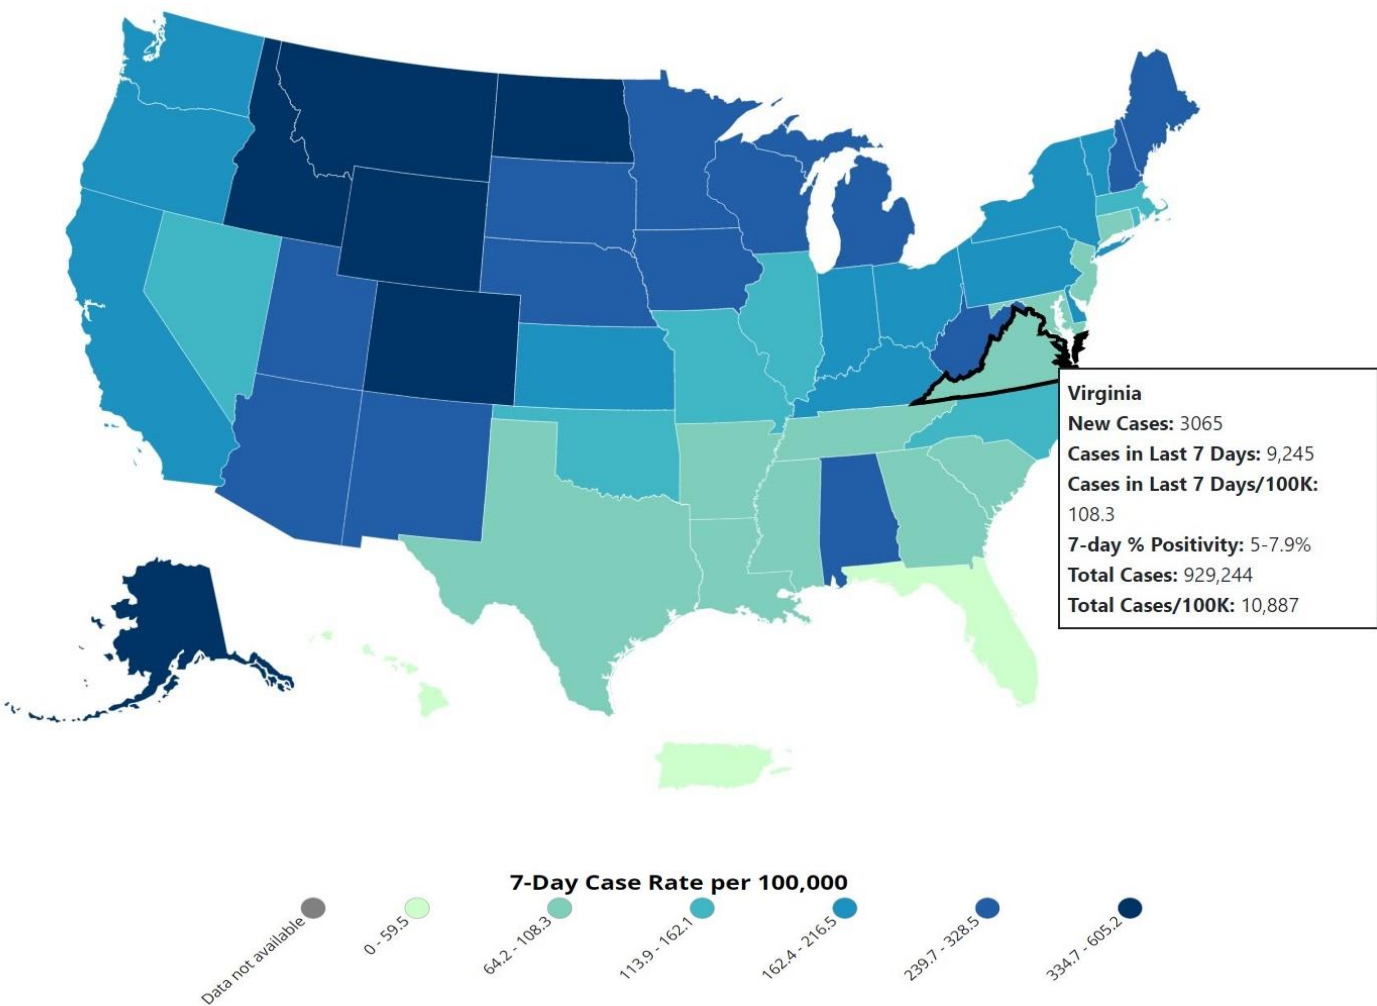 Virginia
New Cases: 3065
Cases in Last 7 Days: 9,245
Cases in Last 7 Days/100K:
108.3
7-day % Positivity: 5-7.9%
Total Cases: 929,244
Total Cases/100K: 10,887
7-Day Case Rate per 100,000
Data not available
0 - 59.5
64.2 - 108.3
113.9 - 162.1
162.4 - 216.5
239.7 - 328.5
334.7 - 605.2